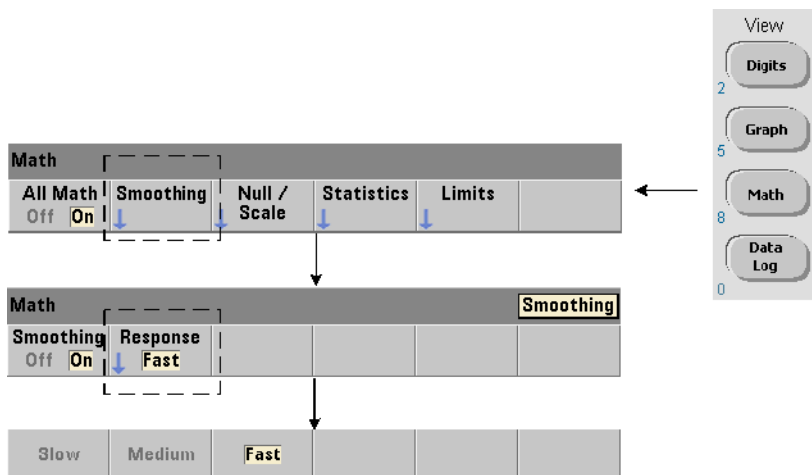 View
Digits
2
Graph
5
Math
8
Data
Log
0
Math
All Math
Off On
Smoothing
Null /
Scale
Statistics
Limits
Math
Smoothing
Smoothing
Off On
Response
Fast
Slow
Medium
Fast